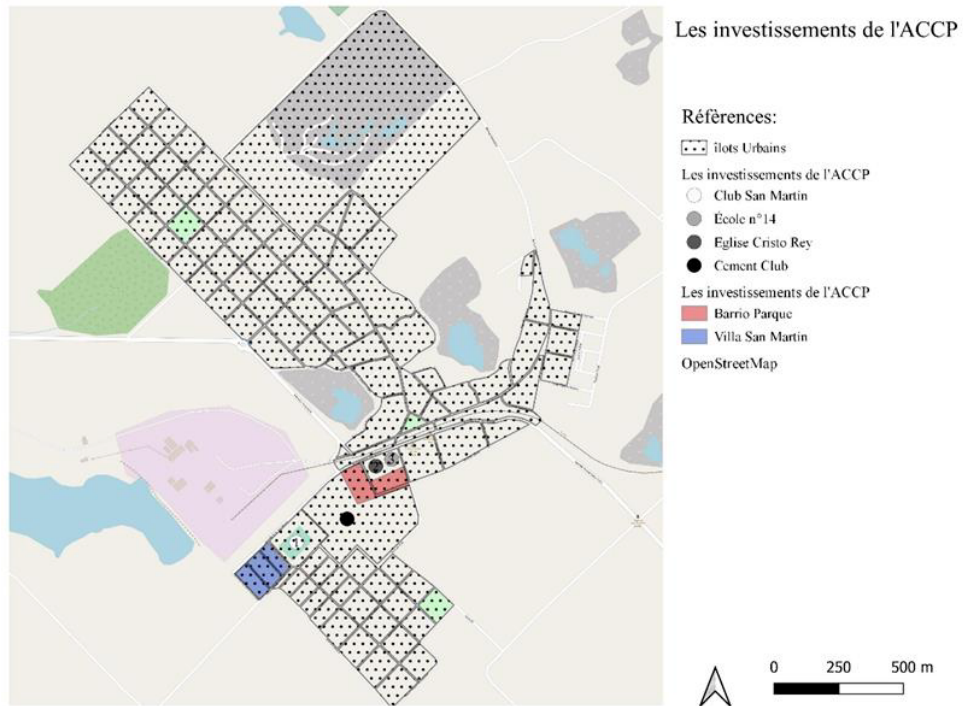 Les investissements de l'ACCP
Réfèrences:
îlots Urbains
Les investissements de l'ACCP
Club San Martin
École n°14
Eglise Cristo Rey
Cement Club
Les investissements de l'ACCP
Barrio Parque
Villa San Martin
OpenStreetMap
0 250 500 m